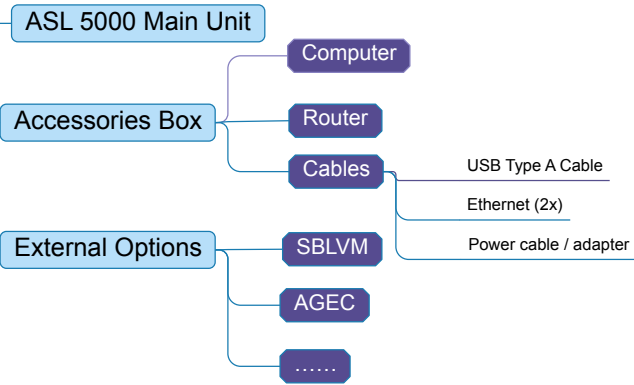 ASL 5000 Main Unit
Computer
Accessories Box
Router
Cables
USB Type A Cable
Ethernet (2x)
Power cable / adapter
External Options
SBLVM
AGEC
......